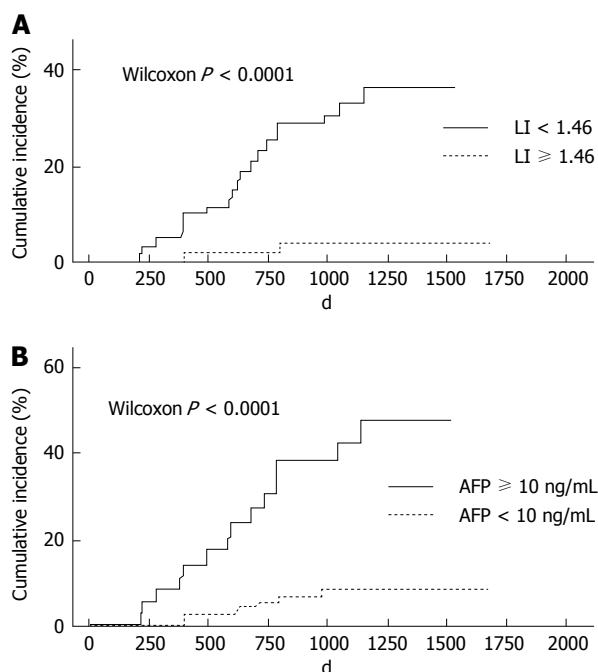 A
Wilcoxon P < 0.0001
Cumulative incidence (%)
40
20
0
LI < 1.46
LI ⩾ 1.46
0 250 500 750 1000 1250 1500 1750 2000
d
B
Wilcoxon P < 0.0001
Cumulative incidence (%)
60
40
20
0
AFP ⩾ 10 ng/mL
AFP < 10 ng/mL
0 250 500 750 1000 1250 1500 1750 2000
d